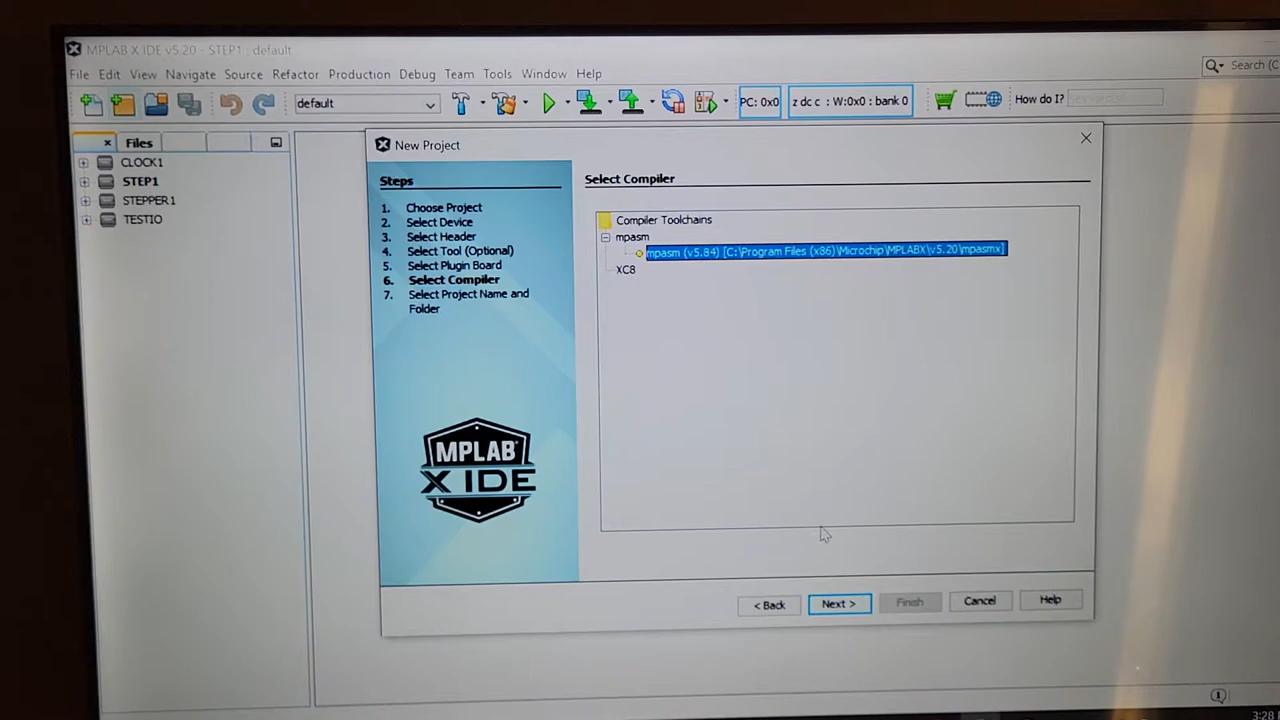 MPLAB X IDE v5.20 - STEP1 : default
Search (C
File Edit View Navigate Source Refactor Production Debug Team Tools Window Help
default
PC: 0x0
z dc c : W:0x0 : bank 0
How do I?
Files
CLOCK1
STEP1
STEPPER1
TESTIO
New Project
Steps
1. Choose Project
2. Select Device
3. Select Header
4. Select Tool (Optional)
5. Select Plugin Board
6. Select Compiler
7. Select Project Name and
Folder
MPLAB®
X IDE
Select Compiler
Compiler Toolchains
mpasm
mpasm (v5.84) [C:\Program Files (x86)\Microchip\MPLABX\v5.20\mpasmx]
XC8
< Back
Next >
Finish
Cancel
Help
3:28